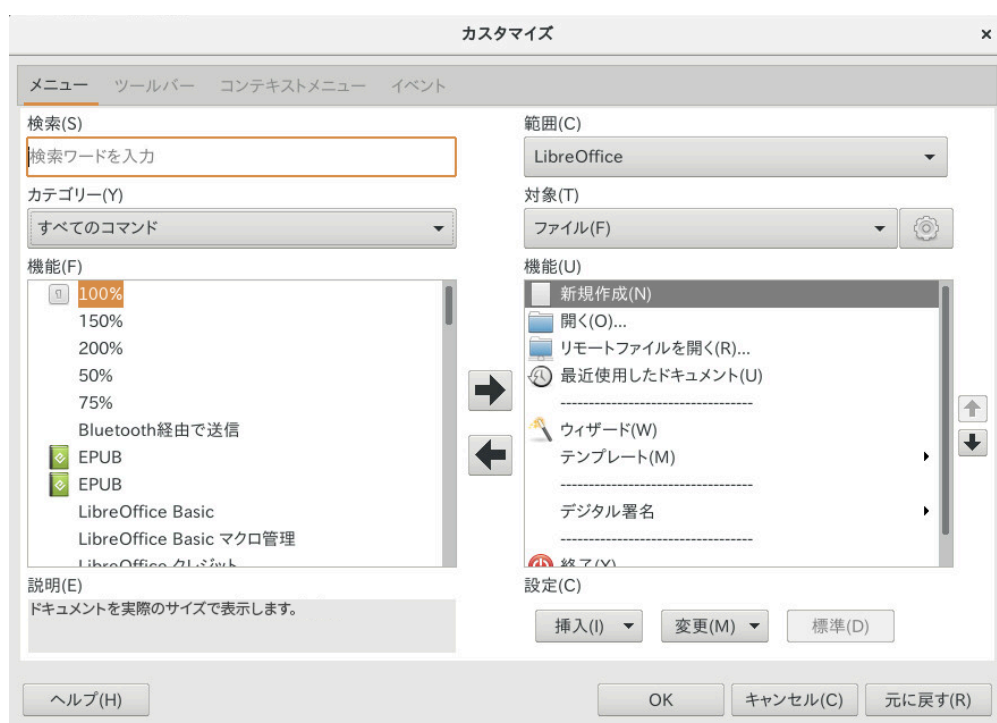 カスタマイズ
メニュー ツールバー コンテキストメニュー イベント
検索(S)
検索ワードを入力
カテゴリー(Y)
すべてのコマンド
機能(F)
100%
150%
200%
50%
75%
Bluetooth経由で送信
EPUB
EPUB
LibreOffice Basic
LibreOffice Basic マクロ管理
LibreOffice クレジット
説明(E)
ドキュメントを実際のサイズで表示します。
範囲(C)
LibreOffice
対象(T)
ファイル(F)
機能(U)
新規作成(N)
開く(O)...
リモートファイルを開く(R)...
最近使用したドキュメント(U)
--------------------------------
ウィザード(W)
テンプレート(M)
--------------------------------
デジタル署名
--------------------------------
終了(X)
設定(C)
挿入(I) 変更(M) 標準(D)
ヘルプ(H) OK キャンセル(C) 元に戻す(R)